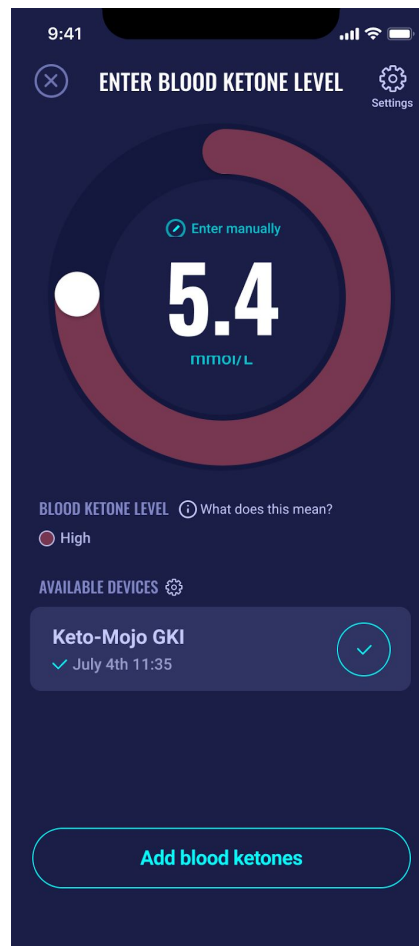 9:41
ENTER BLOOD KETONE LEVEL
Settings
Enter manually
5.4
mmol/L
BLOOD KETONE LEVEL What does this mean?
High
AVAILABLE DEVICES
Keto-Mojo GKI
July 4th 11:35
Add blood ketones